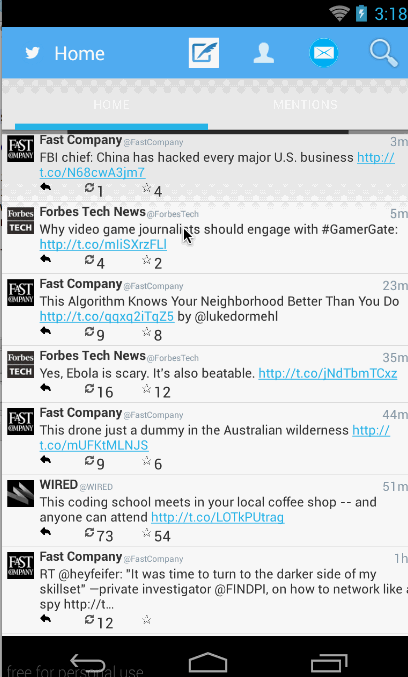 3:18
Home
HOME MENTIONS
Fast Company @FastCompany 3m
FBI chief: China has hacked every major U.S. business http://
t.co/N68cwA3jm7
1 4
Forbes Tech News @ForbesTech 5m
Why video game journalists should engage with #GamerGate:
http://t.co/mIiSXrzFLl
4 2
Fast Company @FastCompany 23m
This Algorithm Knows Your Neighborhood Better Than You Do
http://t.co/qqxq2iTqZ5 by @lukedormehl
9 8
Forbes Tech News @ForbesTech 35m
Yes, Ebola is scary. It's also beatable. http://t.co/jNdTbmTCxz
16 12
Fast Company @FastCompany 44m
This drone just a dummy in the Australian wilderness http://
t.co/mUFKtMLNJS
9 6
WIRED @WIRED 51m
This coding school meets in your local coffee shop -- and
anyone can attend http://t.co/LOTkPUtrag
73 54
Fast Company @FastCompany 1h
RT @heyfeifer: "It was time to turn to the darker side of my
skillset" —private investigator @FINDPI, on how to network like a
spy http://t...
12
free for personal use
FAST COMPANY
Forbes TECH
FAST COMPANY
Forbes TECH
FAST COMPANY
FAST COMPANY